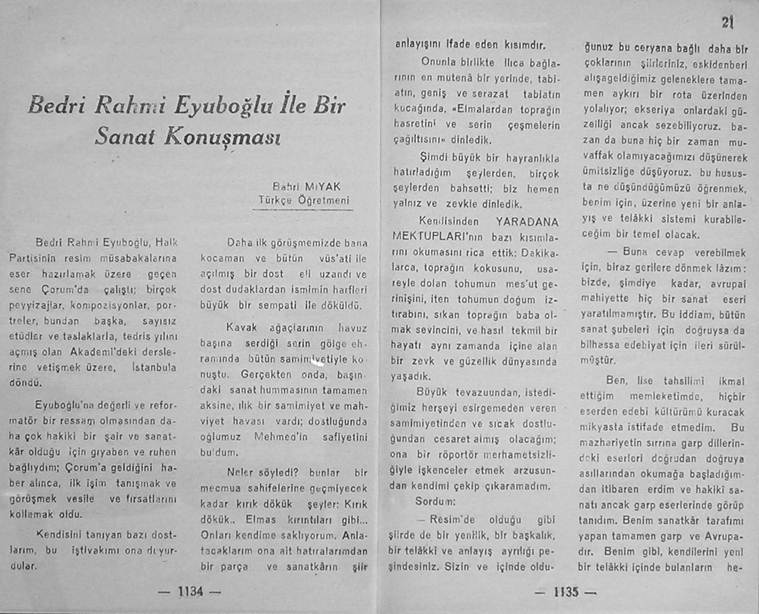 Bedri Rahmi Eyuboğlu İle Bir
Sanat Konuşması
Bahri MİYAK
Türkçe Öğretmeni
Bedri Rahmi Eyuboğlu, Halk
Partisinin resim müsabakalarına
eser hazırlamak üzere geçen
sene Çorum'da çalıştı; birçok
peyyizajlar, kompozisyonlar, por-
treler, bundan başka, sayısız
etüdler ve taslaklarla, tedris yılını
açmış olan Akademi'deki dersle-
rine vetişmek üzere, İstanbula
döndü.
Eyuboğlu'na değerli ve refor-
matör bir ressam olmasından da-
ha çok hakiki bir şair ve sanat-
kâr olduğu için gıyaben ve ruhen
bağlıydım; Çorum'a geldiğini ha-
ber alınca, ilk işim tanışmak ve
görüşmek vesile ve fırsatlarını
kollamak oldu.
Kendisini tanıyan bazı dost-
larım, bu iştivakımı ona duyur-
dular.
Daha ilk görüşmemizde bana
kocaman ve bütün vüs'ati ile
açılmış bir dost eli uzandı ve
dost dudaklardan ismimin harfleri
büyük bir sempati ile döküldü.
Kavak ağaçlarının havuz
başına serdiği serin gölge eh-
ramında bütün samimiyetiyle ko-
nuştu. Gerçekten onda, başın-
daki sanat hummasının tamamen
aksine, ılık bir samimiyet ve mah-
viyet havası vardı; dostluğunda
oğlumuz Mehmed'in safiyetini
buldum.
Neler söyledi? bunlar bir
mecmua sahifelerine geçmiyecek
kadar kırık dökük şeyler: Kırık
dökük.. Elmas kırıntıları gibi...
Onları kendime saklıyorum. Anla-
tacaklarım ona ait hatıralarımdan
bir parça ve sanatkârın şiir
— 1134 —
21
anlayışını ifade eden kısımdır.
Onunla birlikte Ilıca bağla-
rının en mutenâ bir yerinde, tabi-
atın, geniş ve serazat tabiatın
kucağında, «Elmalardan toprağın
hasretini ve serin çeşmelerin
çağıltısını» dinledik.
Şimdi büyük bir hayranlıkla
hatırladığım şeylerden, birçok
şeylerden bahsetti; biz hemen
yalnız ve zevkle dinledik.
Kendisinden YARADANA
MEKTUPLARI'nın bazı kısımla-
rını okumasını rica ettik: Dakika-
larca, toprağın kokusunu, usa-
reyle dolan tohumun mes'ut ge-
rinişini, iten tohumun doğum ız-
tırabını, sıkan toprağın baba ol-
mak sevincini, ve hasıl tekmil bir
hayatı aynı zamanda içine alan
bir zevk ve güzellik dünyasında
yaşadık.
Büyük tevazuundan, istedi-
ğimiz herşeyi esirgemeden veren
samimiyetinden ve sıcak dostlu-
ğundan cesaret almış olacağım;
ona bir röportör merhametsizli-
ğiyle işkenceler etmek arzusun-
dan kendimi çekip çıkaramadım.
Sordum:
— Resim'de olduğu gibi
şiirde de bir yenilik, bir başkalık,
bir telâkki ve anlayış ayrılığı pe-
şindesiniz. Sizin ve içinde oldu-
ğunuz bu ceryana bağlı daha bir
çoklarının şiirleriniz, eskidenberi
alışageldiğimiz geleneklere tama-
men aykırı bir rota üzerinden
yolalıyor; ekseriya onlardaki gü-
zelliği ancak sezebiliyoruz. ba-
zan da buna hiç bir zaman mu-
vaffak olamıyacağımızı düşünerek
ümitsizliğe düşüyoruz. bu husus-
ta ne düşündüğümüzü öğrenmek,
benim için, üzerine yeni bir anla-
yış ve telâkki sistemi kurabile-
ceğim bir temel olacak.
— Buna cevap verebilmek
için, biraz gerilere dönmek lâzım:
bizde, şimdiye kadar, avrupai
mahiyette hiç bir sanat eseri
yaratılmamıştır. Bu iddiam, bütün
sanat şubeleri için doğruysa da
bilhassa edebiyat için ileri sürül-
müştür.
Ben, lise tahsilimi ikmal
ettiğim memleketimde, hiçbir
eserden edebi kültürümü kuracak
mikyasta istifade etmedim. Bu
mazhariyetin sırrına garp dillerin-
deki eserleri doğrudan doğruya
asıllarından okumağa başladığım-
dan itibaren erdim ve hakiki sa-
natı ancak garp eserlerinde görüp
tanıdım. Benim sanatkâr tarafımı
yapan tamamen garp ve Avrupa-
dır. Benim gibi, kendilerini yeni
bir telâkki içinde bulanların he-
— 1135 —